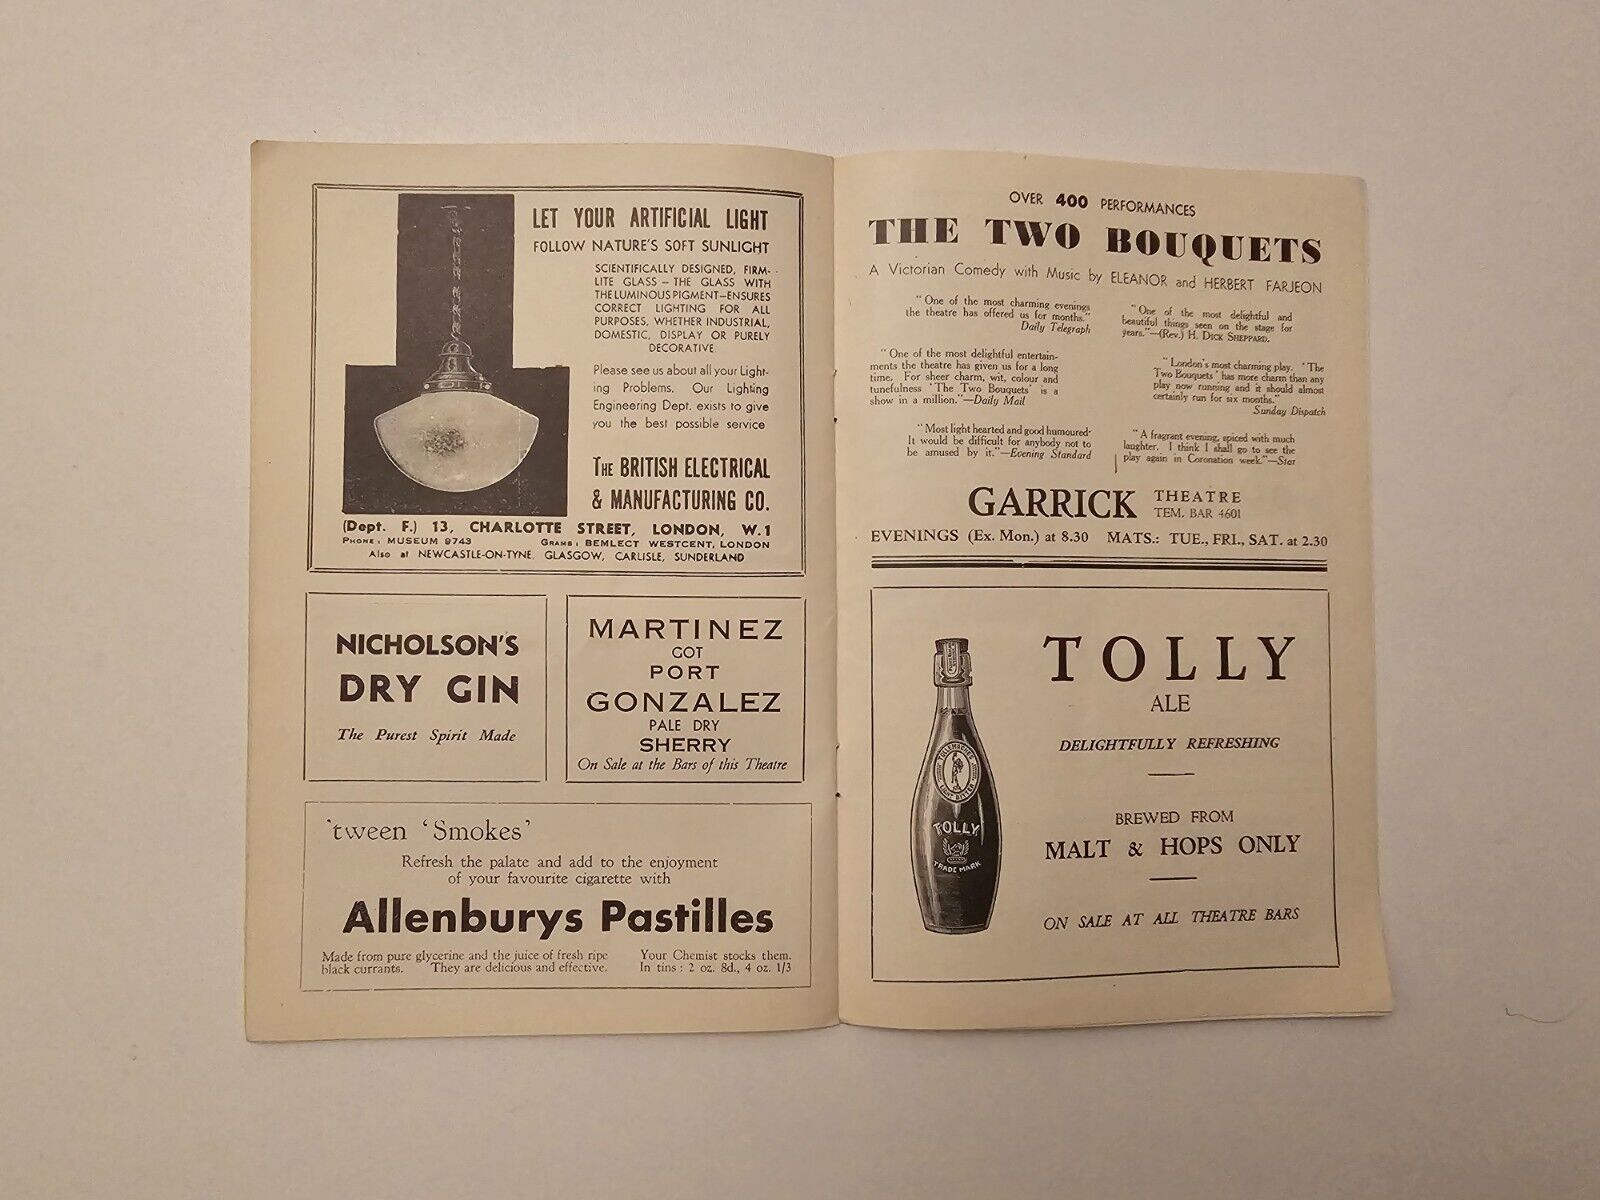 LET YOUR ARTIFICIAL LIGHT
FOLLOW NATURE'S SOFT SUNLIGHT
SCIENTIFICALLY DESIGNED, FIRM-
LITE GLASS – THE GLASS WITH
THE LUMINOUS PIGMENT–ENSURES
CORRECT LIGHTING FOR ALL
PURPOSES, WHETHER INDUSTRIAL,
DOMESTIC, DISPLAY OR PURELY
DECORATIVE.
Please see us about all your Light-
ing Problems. Our Lighting
Engineering Dept. exists to give
you the best possible service
THE BRITISH ELECTRICAL
& MANUFACTURING CO.
(Dept. F.) 13, CHARLOTTE STREET, LONDON, W.1
PHONE: MUSEUM 9743 GRAMS: BEMLECT WESTCENT, LONDON
Also at NEWCASTLE-ON-TYNE, GLASGOW, CARLISLE, SUNDERLAND
NICHOLSON'S
DRY GIN
The Purest Spirit Made
MARTINEZ
GOT
PORT
GONZALEZ
PALE DRY
SHERRY
On Sale at the Bars of this Theatre
'tween 'Smokes'
Refresh the palate and add to the enjoyment
of your favourite cigarette with
Allenburys Pastilles
Made from pure glycerine and the juice of fresh ripe
black currants. They are delicious and effective.
Your Chemist stocks them.
In tins: 2 oz. 8d., 4 oz. 1/3
OVER 400 PERFORMANCES
THE TWO BOUQUETS
A Victorian Comedy with Music by ELEANOR and HERBERT FARJEON
"One of the most charming evenings
the theatre has offered us for months."
Daily Telegraph
"One of the most delightful and
beautiful things seen on the stage for
years."—(Rev.) H. DICK SHEPPARD.
"One of the most delightful entertain-
ments the theatre has given us for a long
time. For sheer charm, wit, colour and
tunefulness 'The Two Bouquets' is a
show in a million."—Daily Mail
"London's most charming play. 'The
Two Bouquets' has more charm than any
play now running and it should almost
certainly run for six months."
Sunday Dispatch
"Most light hearted and good humoured·
It would be difficult for anybody not to
be amused by it."—Evening Standard
"A fragrant evening, spiced with much
laughter. I think I shall go to see the
play again in Coronation week."—Star
GARRICK THEATRE
TEM. BAR 4601
EVENINGS (Ex. Mon.) at 8.30 MATS.: TUE., FRI., SAT. at 2.30
TOLLY
ALE
DELIGHTFULLY REFRESHING
BREWED FROM
MALT & HOPS ONLY
ON SALE AT ALL THEATRE BARS
TOLLEMACHE'S
LIGHT BITTER
TOLLY
TRADE MARK